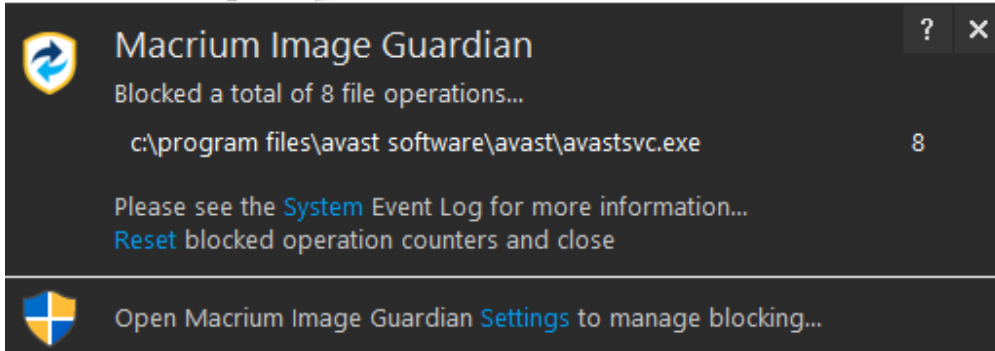 Macrium Image Guardian
? ×
Blocked a total of 8 file operations...
c:\program files\avast software\avast\avastsvc.exe 8
Please see the System Event Log for more information...
Reset blocked operation counters and close
Open Macrium Image Guardian Settings to manage blocking...